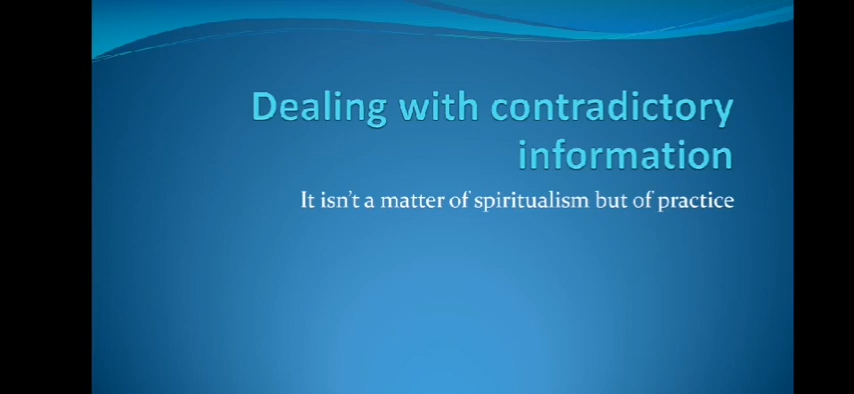 Dealing with contradictory
information
It isn't a matter of spiritualism but of practice